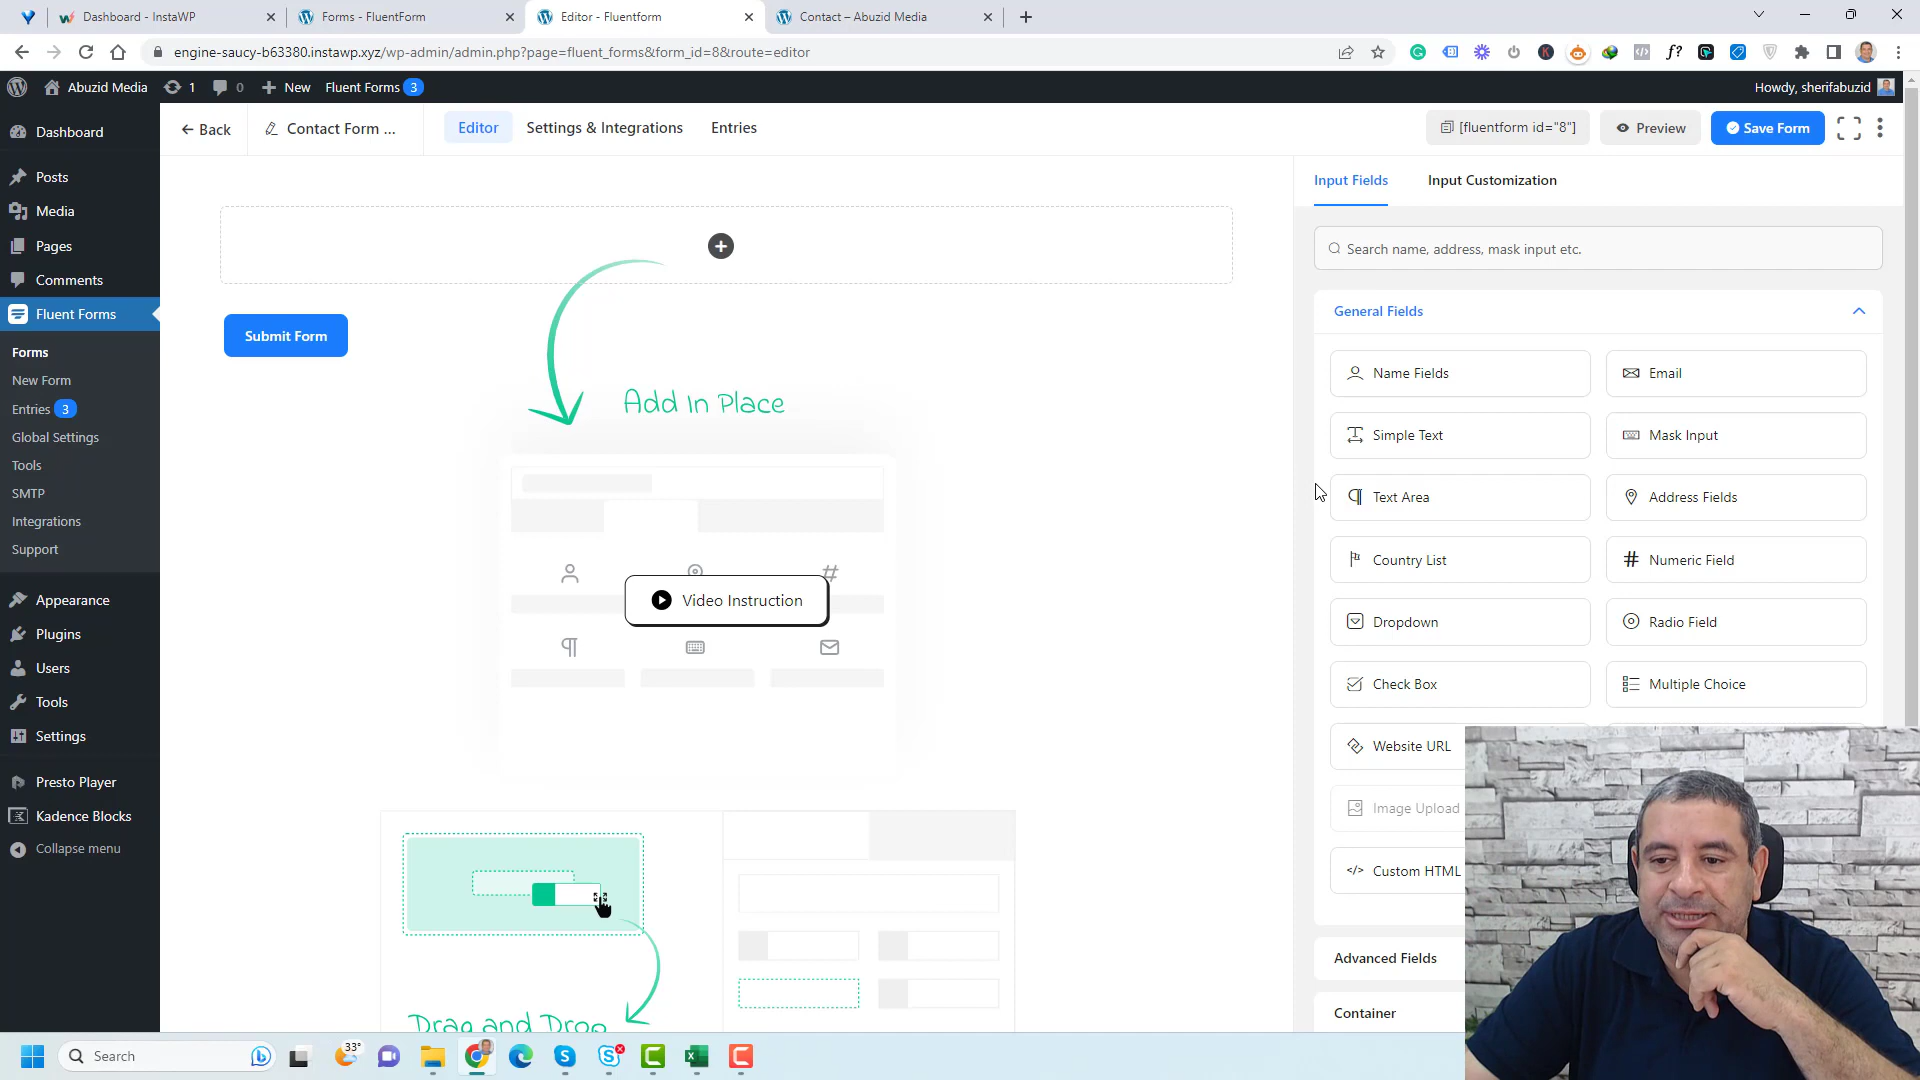 Dashboard - InstaWP
Forms - FluentForm
Editor - Fluentform
Contact – Abuzid Media
engine-saucy-b63380.instawp.xyz/wp-admin/admin.php?page=fluent_forms&form_id=8&route=editor
Abuzid Media
1
0
New
Fluent Forms 3
Howdy, sherifabuzid
Dashboard
Posts
Media
Pages
Comments
Fluent Forms
Forms
New Form
Entries 3
Global Settings
Tools
SMTP
Integrations
Support
Appearance
Plugins
Users
Tools
Settings
Presto Player
Kadence Blocks
Collapse menu
Back
Contact Form ...
Editor
Settings & Integrations
Entries
[fluentform id="8"]
Preview
Save Form
Submit Form
Add In Place
Video Instruction
Drag and Drop
Input Fields
Input Customization
Search name, address, mask input etc.
General Fields
Name Fields
Email
Simple Text
Mask Input
Text Area
Address Fields
Country List
Numeric Field
Dropdown
Radio Field
Check Box
Multiple Choice
Website URL
Image Upload
Custom HTML
Advanced Fields
Container
Search
33°